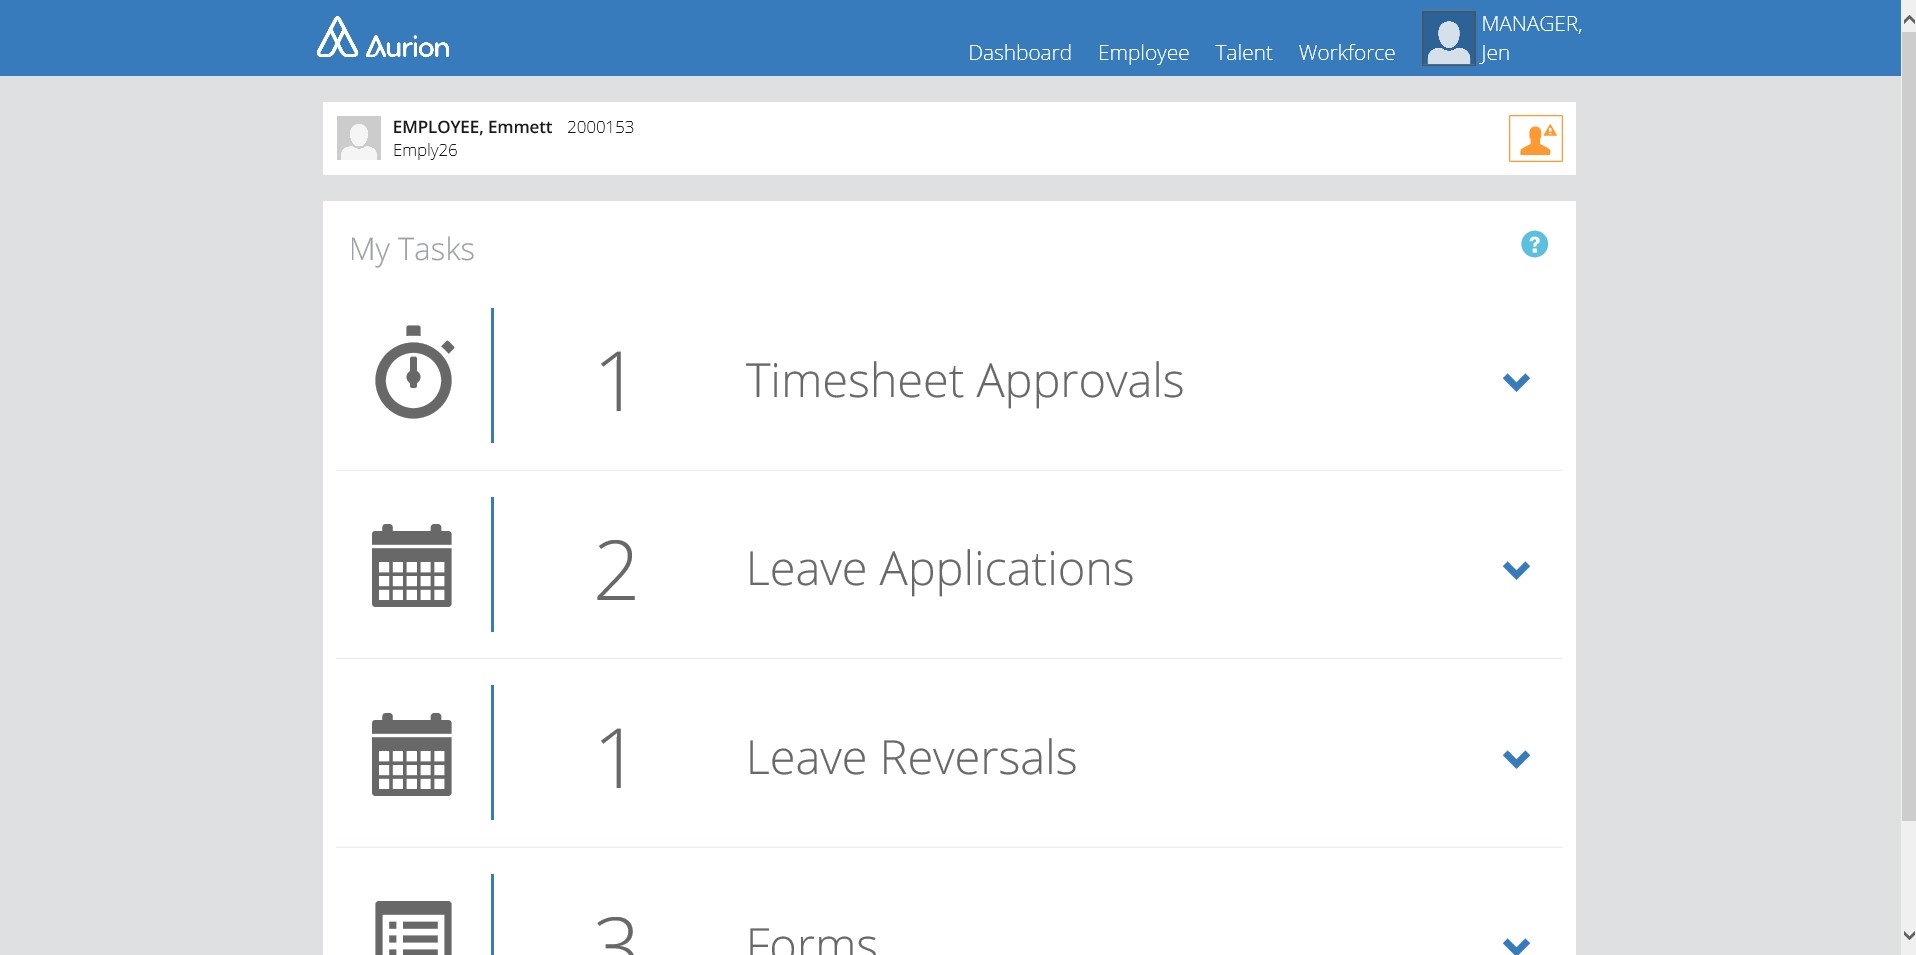 Aurion
Dashboard Employee Talent Workforce
MANAGER,
Jen
EMPLOYEE, Emmett 2000153
Emply26
My Tasks
?
1 Timesheet Approvals
2 Leave Applications
1 Leave Reversals
3 Forms